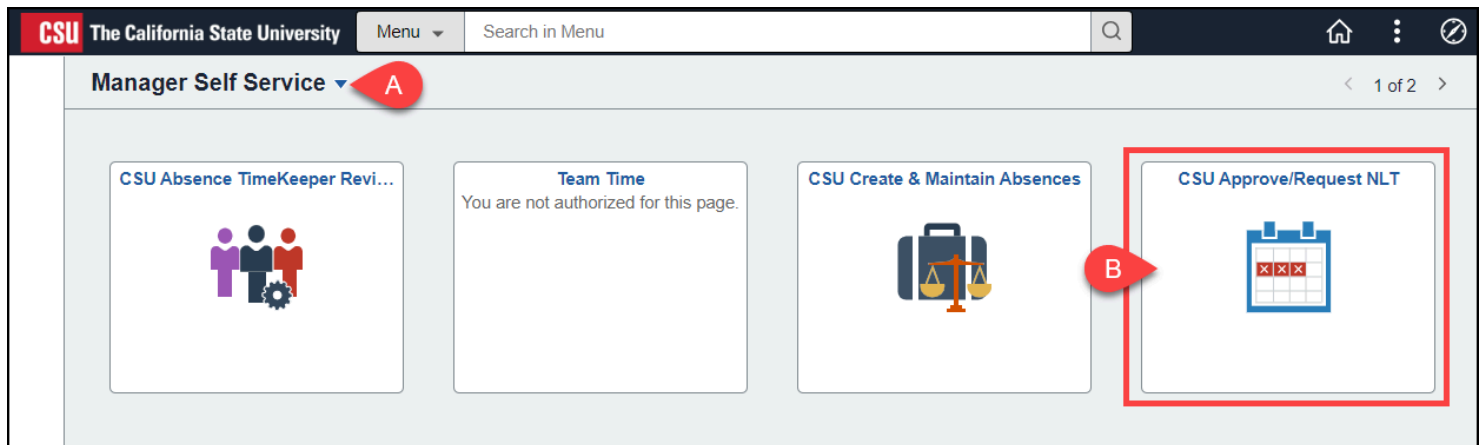 CSU The California State University Menu Search in Menu
Manager Self Service A 1 of 2
CSU Absence TimeKeeper Revi... Team Time CSU Create & Maintain Absences CSU Approve/Request NLT
You are not authorized for this page.
B
X X X